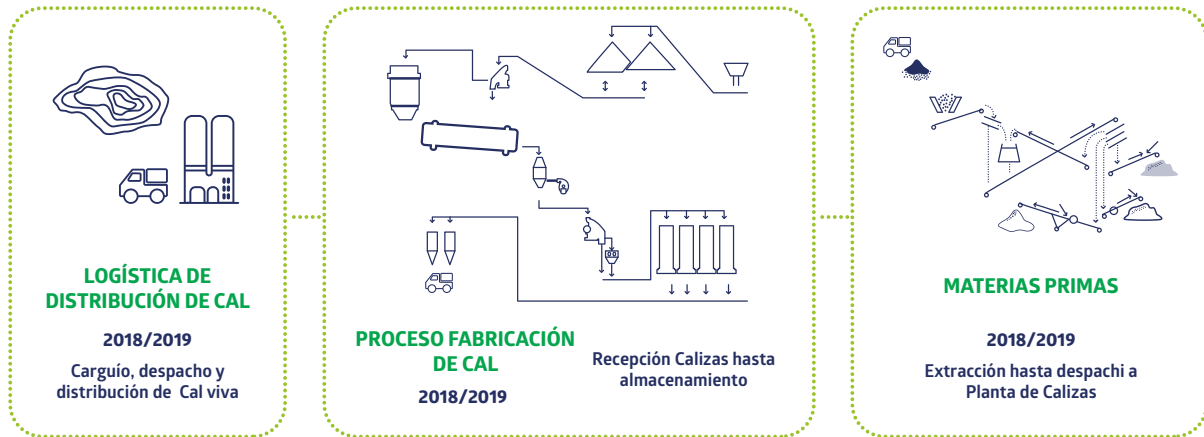 LOGÍSTICA DE
DISTRIBUCIÓN DE CAL
2018/2019
Carguío, despacho y
distribución de Cal viva
PROCESO FABRICACIÓN
DE CAL
2018/2019
Recepción Calizas hasta
almacenamiento
MATERIAS PRIMAS
2018/2019
Extracción hasta despachi a
Planta de Calizas